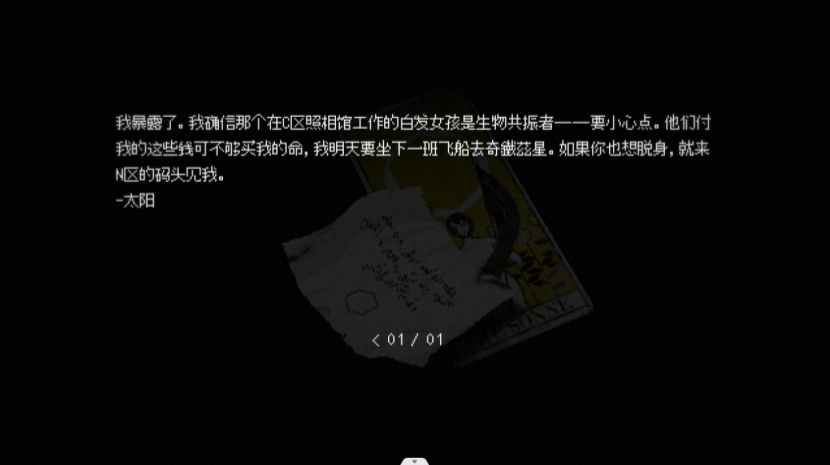 我暴露了。我确信那个在C区照相馆工作的白发女孩是生物共振者——要小心点。他们付
我的这些钱可不够买我的命，我明天要坐下一班飞船去奇巇蕊星。如果你也想脱身，就来
N区的码头见我。
-太阳
DIE SONNE
< 01 / 01